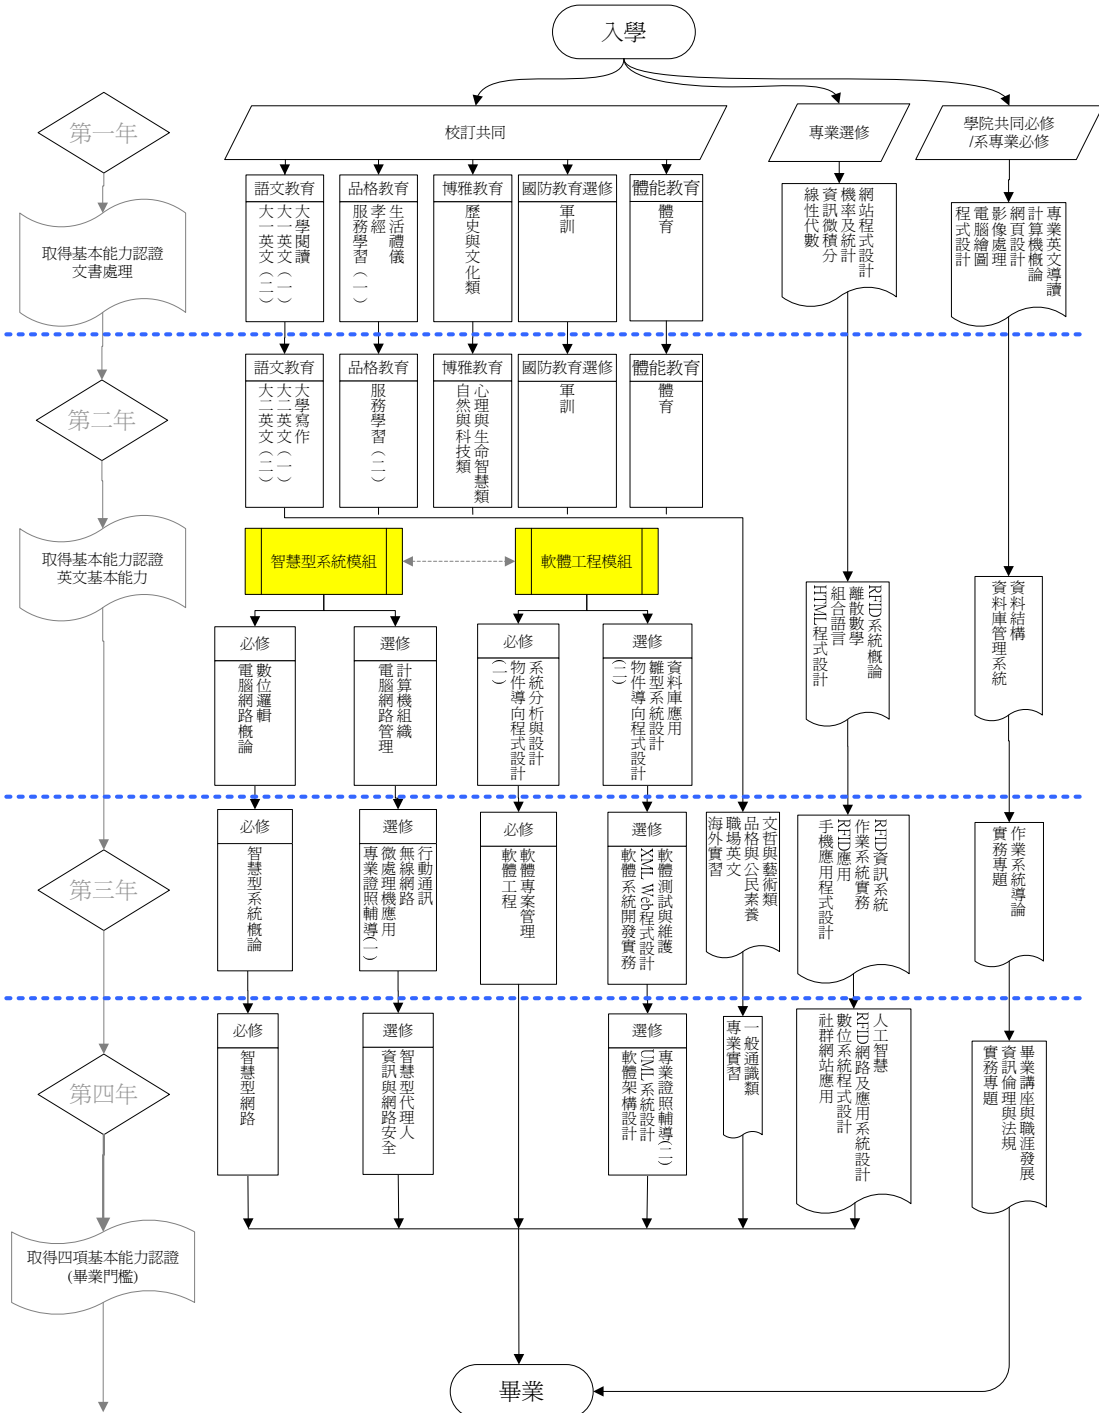 入學
第一年
校訂共同
專業選修
學院共同必修
/系專業必修
取得基本能力認證
文書處理
語文教育
大學閱讀
大一英文(一)
大一英文(二)
品格教育
生活禮儀
孝經
服務學習(一)
博雅教育
歷史與文化類
國防教育選修
軍訓
體能教育
體育
網站程式設計
機率及統計
資訊微積分
線性代數
專業英文導讀
計算機概論
網頁設計
影像處理
電腦繪圖
程式設計
第二年
語文教育
大學寫作
大二英文(一)
大二英文(二)
品格教育
服務學習(二)
博雅教育
心理與生命智慧類
自然與科技類
國防教育選修
軍訓
體能教育
體育
取得基本能力認證
英文基本能力
智慧型系統模組
軟體工程模組
必修
數位邏輯
電腦網路概論
選修
計算機組織
電腦網路管理
必修
系統分析與設計
物件導向程式設計(一)
選修
資料庫應用
雛型系統設計
物件導向程式設計(二)
RFID系統概論
離散數學
組合語言
HTML程式設計
資料結構
資料庫管理系統
第三年
必修
智慧型系統概論
選修
行動通訊
無線網路
微處理機應用
專業證照輔導(一)
必修
軟體專案管理
軟體工程
選修
軟體測試與維護
XML Web程式設計
軟體系統開發實務
文哲與藝術類
品格與公民素養
職場英文
海外實習
RFID資訊系統
作業系統實務
RFID應用
手機應用程式設計
作業系統導論
實務專題
第四年
必修
智慧型網路
選修
智慧型代理人
資訊與網路安全
選修
專業證照輔導(二)
UML系統設計
軟體架構設計
一般通識類
專業實習
人工智慧
RFID網路及應用系統設計
數位系統程式設計
社群網站應用
畢業講座與職涯發展
資訊倫理與法規
實務專題
取得四項基本能力認證
(畢業門檻)
畢業